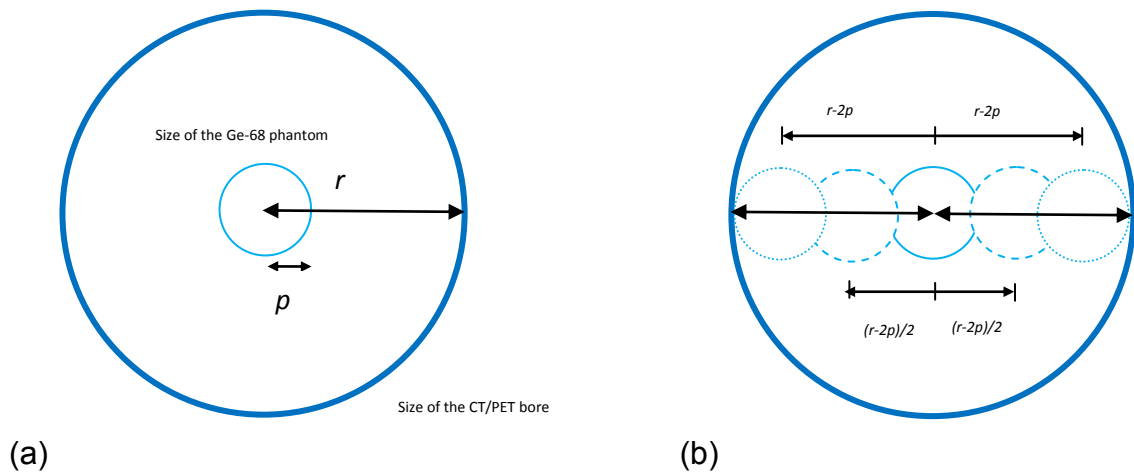 Size of the Ge-68 phantom
r
p
Size of the CT/PET bore
(a)
r-2p r-2p
(r-2p)/2 (r-2p)/2
(b)